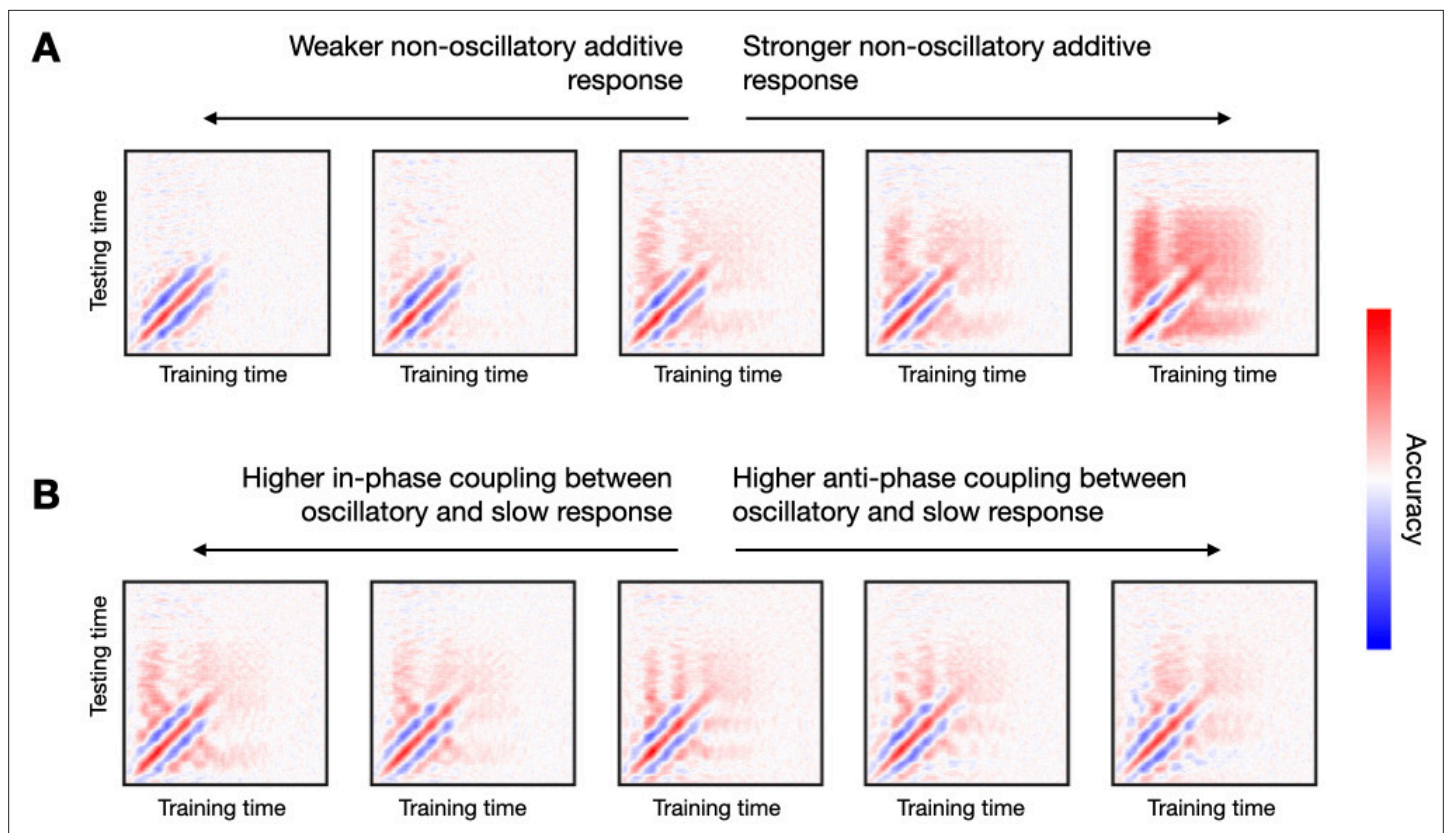 A
Weaker non-oscillatory additive
response
Stronger non-oscillatory additive
response
Testing time
Training time
Training time
Training time
Training time
Training time
Accuracy
B
Higher in-phase coupling between
oscillatory and slow response
Higher anti-phase coupling between
oscillatory and slow response
Testing time
Training time
Training time
Training time
Training time
Training time